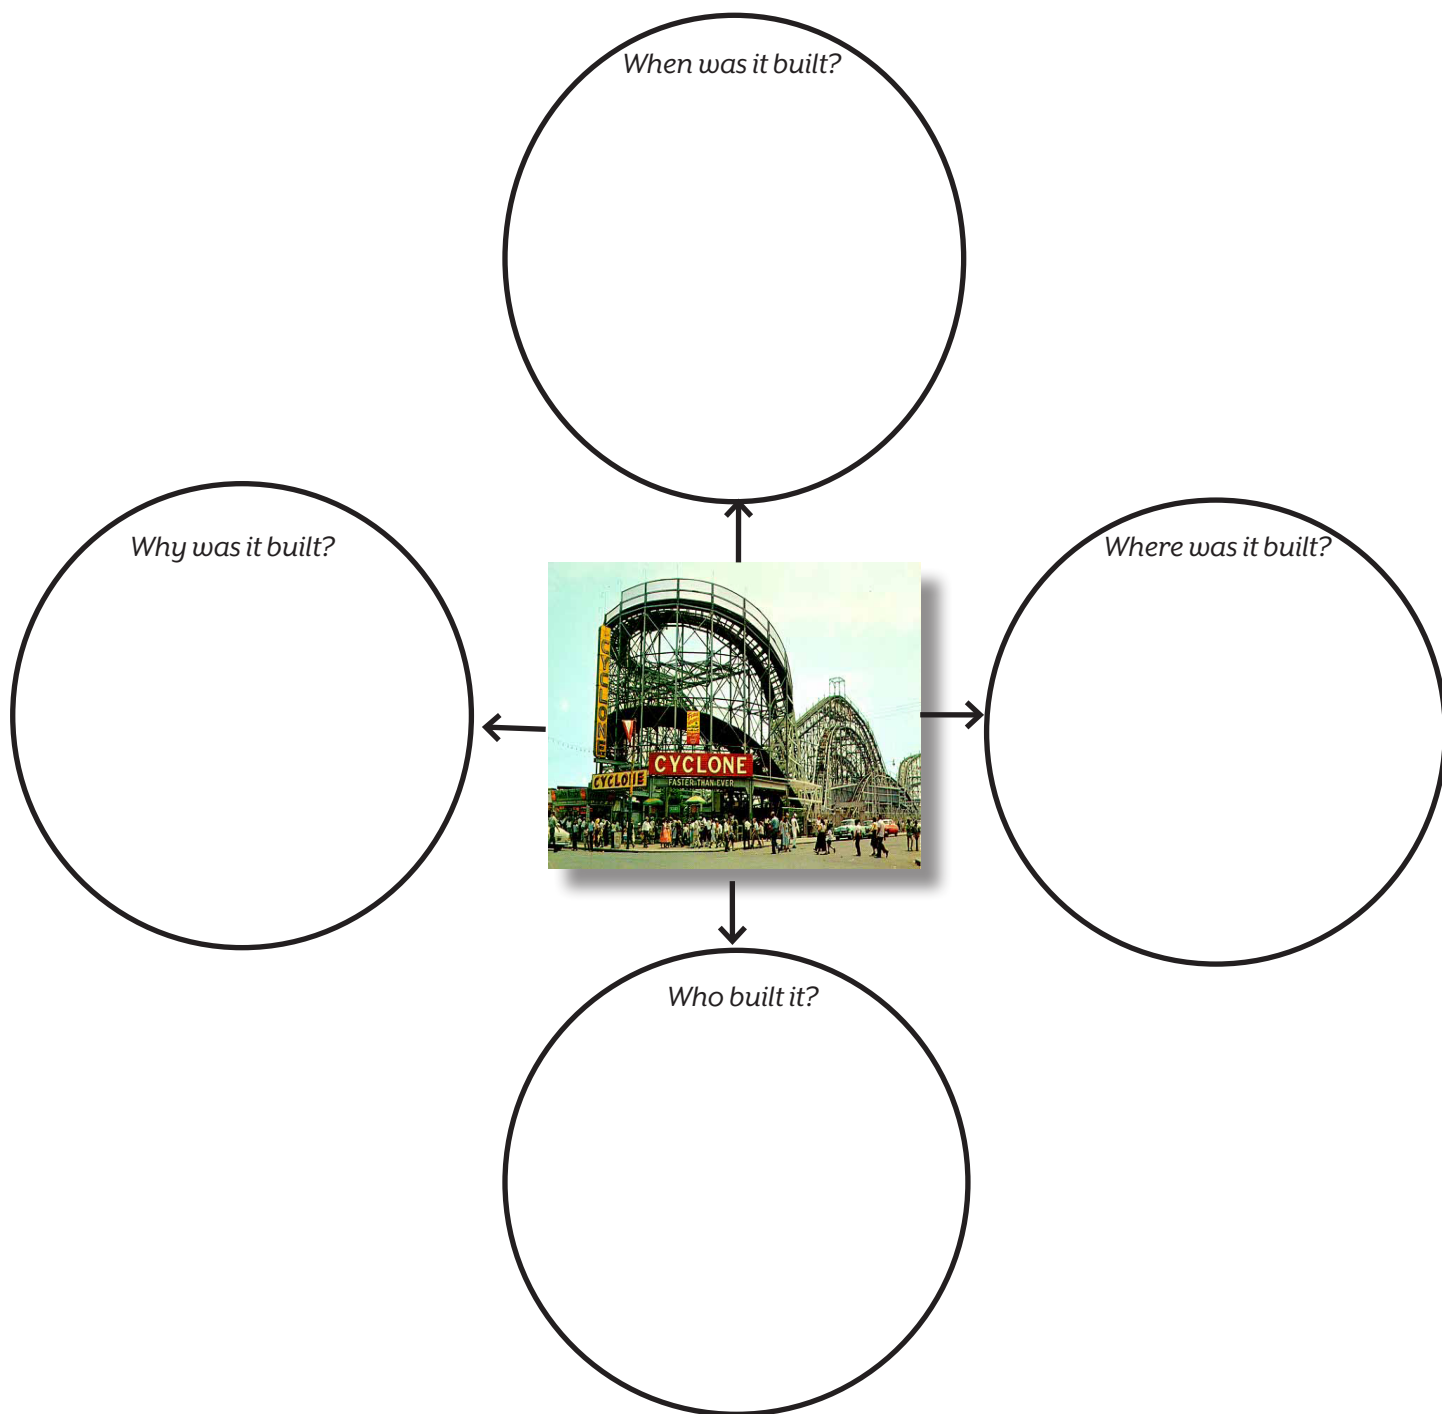 When was it built?
Why was it built?
Where was it built?
CYCLONE
CYCLONE
CYCLONE
FASTER THAN EVER
Who built it?